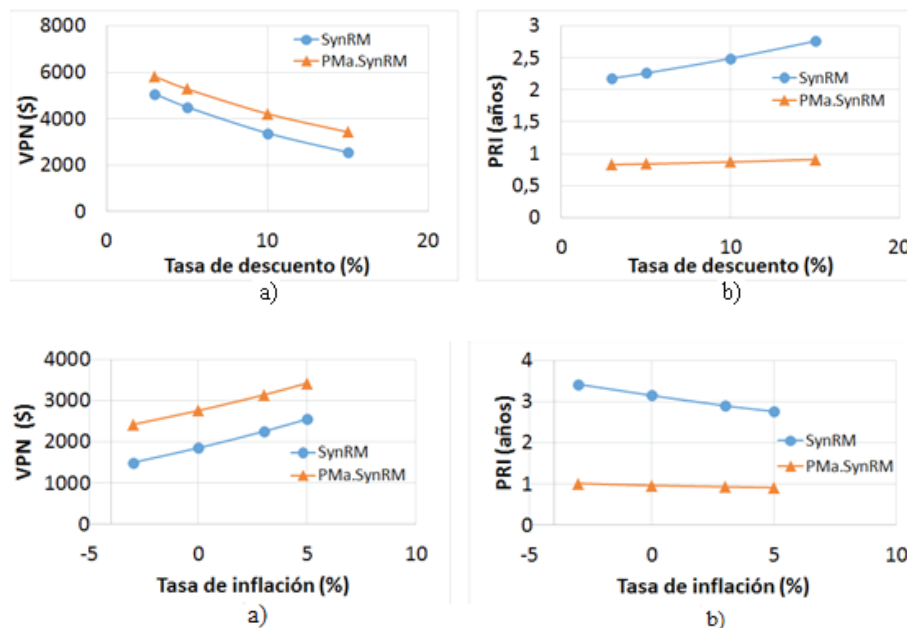 8000
6000
4000
2000
0
VPN ($)
SynRM
PMa.SynRM
0 10 20
Tasa de descuento (%)
a)
3
2,5
2
1,5
1
0,5
0
PRI (años)
SynRM
PMa.SynRM
0 10 20
Tasa de descuento (%)
b)
4000
3000
2000
1000
0
VPN ($)
SynRM
PMa.SynRM
-5 0 5 10
Tasa de inflación (%)
a)
4
3
2
1
0
PRI (años)
SynRM
PMa.SynRM
-5 0 5 10
Tasa de inflación (%)
b)